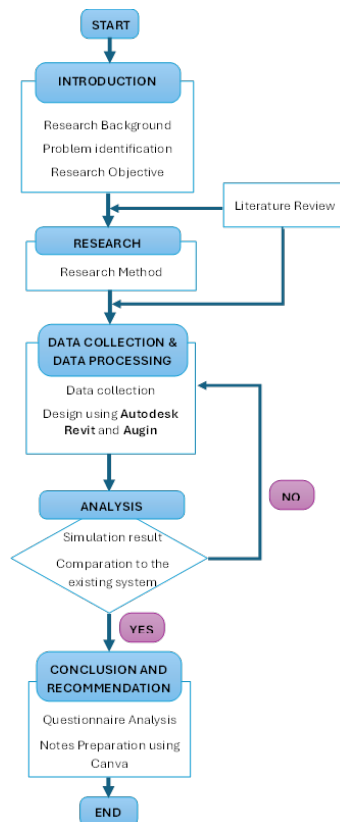 START
INTRODUCTION
Research Background
Problem identification
Research Objective
Literature Review
RESEARCH
Research Method
DATA COLLECTION &
DATA PROCESSING
Data collection
Design using Autodesk
Revit and Augin
NO
ANALYSIS
Simulation result
Comparation to the
existing system
YES
CONCLUSION AND
RECOMMENDATION
Questionnaire Analysis
Notes Preparation using
Canva
END